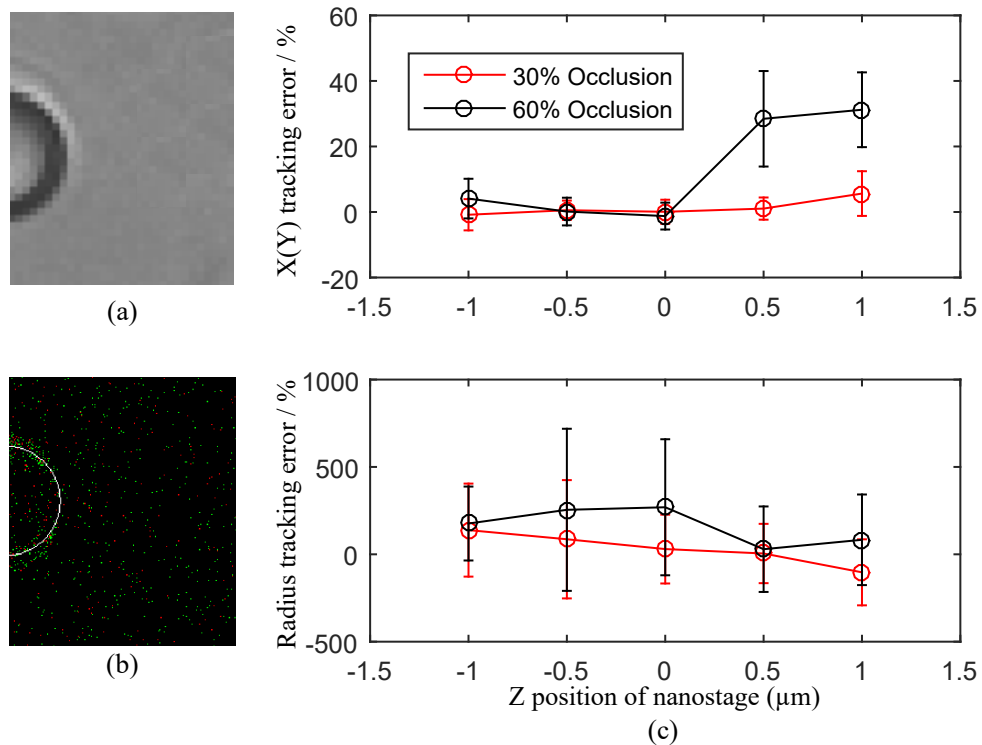 (a)
(b)
X(Y) tracking error / %
60
40
20
0
-20
30% Occlusion
60% Occlusion
-1.5
-1
-0.5
0
0.5
1
1.5
Radius tracking error / %
1000
500
0
-500
-1.5
-1
-0.5
0
0.5
1
1.5
Z position of nanostage (µm)
(c)